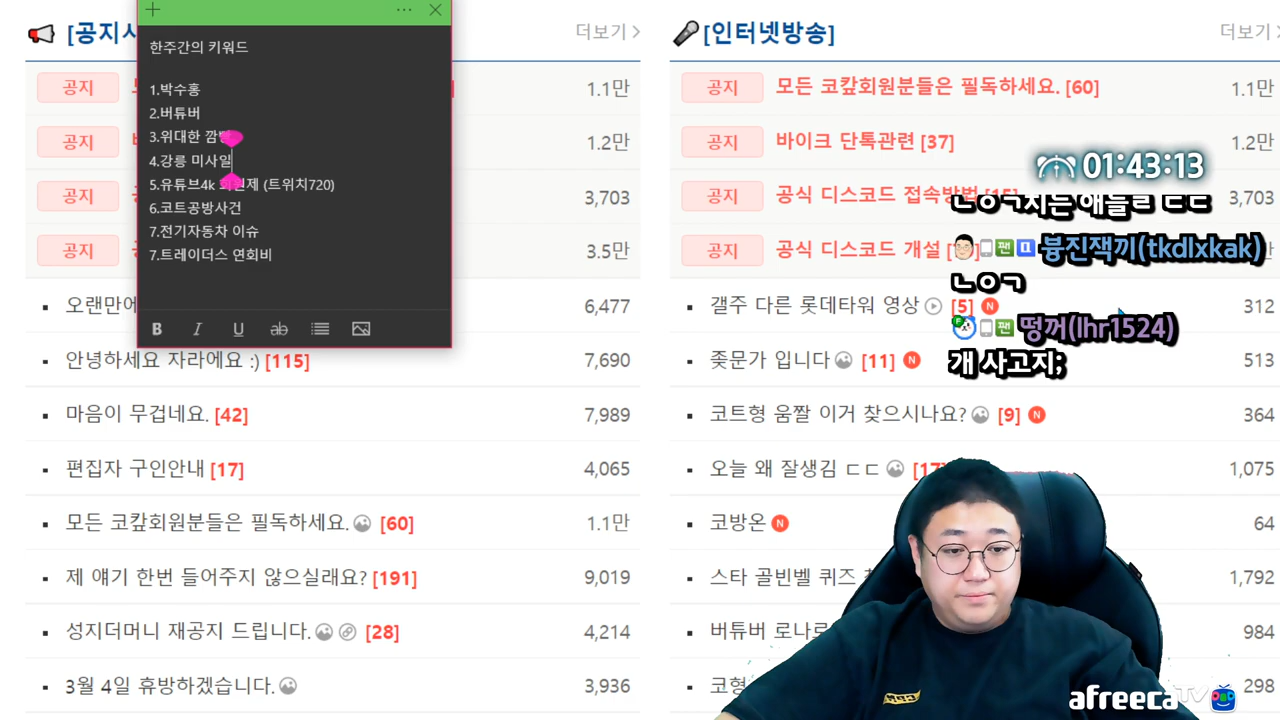 [공지사
더보기
한주간의 키워드
1.박수홍
2.버튜버
3.위대한
4.강릉 미사일
5.유튜브4k 회원제 (트위치720)
6.코트공방사건
7.전기자동차 이슈
7.트레이더스 연회비
공지
1.1만
공지
1.2만
공지
3,703
공지
3.5만
오랜만에
6,477
안녕하세요 자라에요 :) [115]
7,690
마음이 무겁네요. [42]
7,989
편집자 구인안내 [17]
4,065
모든 코캎회원분들은 필독하세요. [60]
1.1만
제 얘기 한번 들어주지 않으실래요? [191]
9,019
성지더머니 재공지 드립니다. [28]
4,214
3월 4일 휴방하겠습니다.
3,936
[인터넷방송]
더보기
공지 모든 코캎회원분들은 필독하세요. [60]
1.1만
공지 바이크 단톡관련 [37]
1.2만
공지 공식 디스코드 접속방법 [15]
3,703
공지 공식 디스코드 개설
갤주 다른 롯데타워 영상 [5] N
312
좆문가 입니다 [11] N
513
코트형 움짤 이거 찾으시나요? [9] N
364
오늘 왜 잘생김 ㄷㄷ
1,075
코방온 N
64
스타 골빈벨 퀴즈
1,792
버튜버
984
코형
298
01:43:13
팬
붕진잭끼(tkdlxkak)
ㄴㅇㄱ
팬
떵꺼(lhr1524)
개 사고지;
afreecaTV